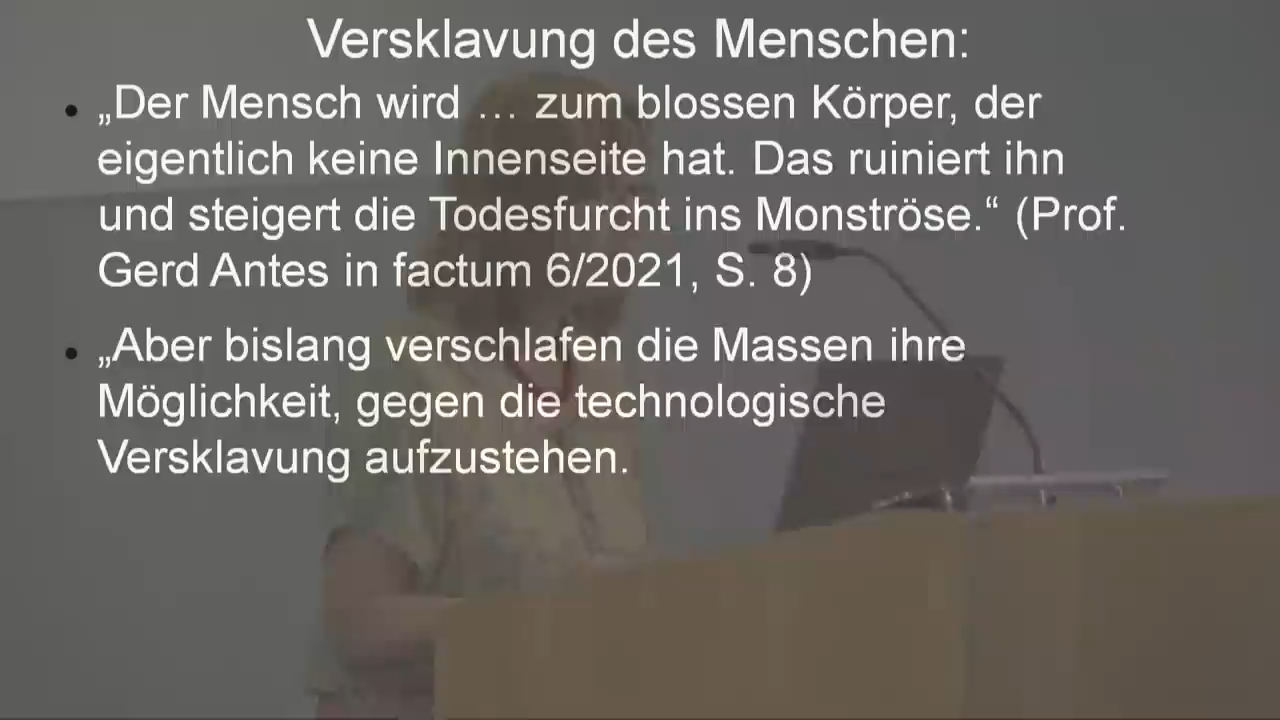 Versklavung des Menschen:
• „Der Mensch wird … zum blossen Körper, der
eigentlich keine Innenseite hat. Das ruiniert ihn
und steigert die Todesfurcht ins Monströse.“ (Prof.
Gerd Antes in factum 6/2021, S. 8)
• „Aber bislang verschlafen die Massen ihre
Möglichkeit, gegen die technologische
Versklavung aufzustehen.